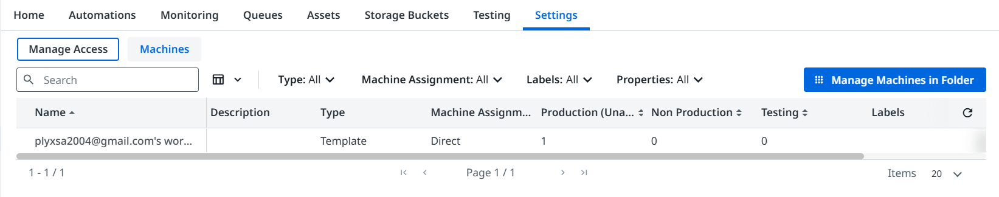 Home Automations Monitoring Queues Assets Storage Buckets Testing Settings
Manage Access Machines
Search Type: All Machine Assignment: All Labels: All Properties: All Manage Machines in Folder
Name Description Type Machine Assignm... Production (Una... Non Production Testing Labels
plyxsa2004@gmail.com's wor... Template Direct 1 0 0
1 - 1 / 1 Page 1 / 1 Items 20